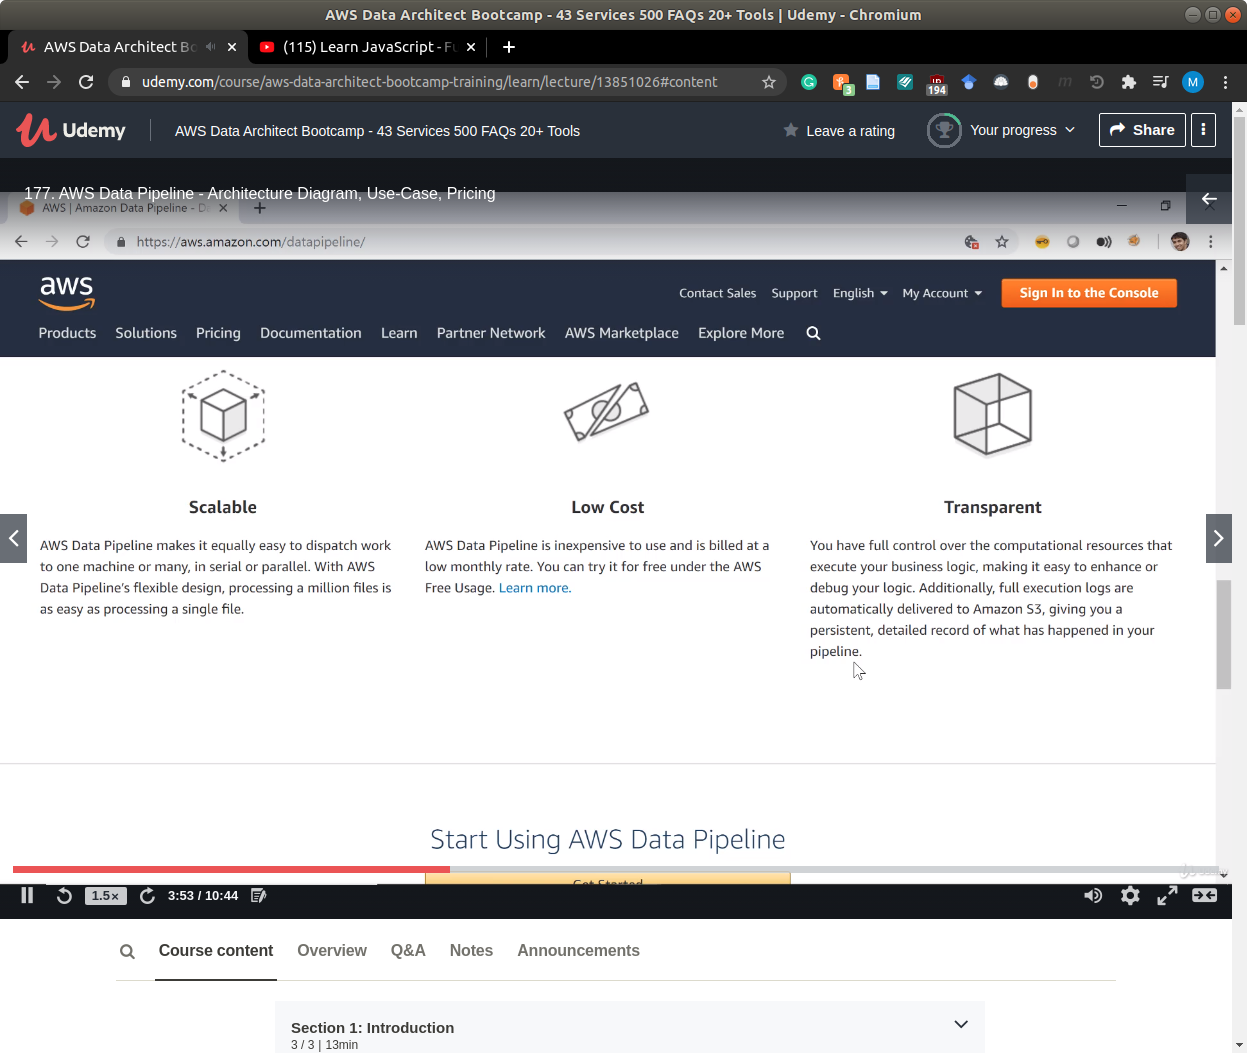 AWS Data Architect Bootcamp - 43 Services 500 FAQs 20+ Tools | Udemy - Chromium
AWS Data Architect Bo
(115) Learn JavaScript - Fu
udemy.com/course/aws-data-architect-bootcamp-training/learn/lecture/13851026#content
3
194
M
Udemy
AWS Data Architect Bootcamp - 43 Services 500 FAQs 20+ Tools
Leave a rating
Your progress
Share
177. AWS Data Pipeline - Architecture Diagram, Use-Case, Pricing
AWS | Amazon Data Pipeline - D
https://aws.amazon.com/datapipeline/
aws
Contact Sales
Support
English
My Account
Sign In to the Console
Products
Solutions
Pricing
Documentation
Learn
Partner Network
AWS Marketplace
Explore More
Scalable
AWS Data Pipeline makes it equally easy to dispatch work
to one machine or many, in serial or parallel. With AWS
Data Pipeline's flexible design, processing a million files is
as easy as processing a single file.
Low Cost
AWS Data Pipeline is inexpensive to use and is billed at a
low monthly rate. You can try it for free under the AWS
Free Usage. Learn more.
Transparent
You have full control over the computational resources that
execute your business logic, making it easy to enhance or
debug your logic. Additionally, full execution logs are
automatically delivered to Amazon S3, giving you a
persistent, detailed record of what has happened in your
pipeline.
Start Using AWS Data Pipeline
Get Started
1.5×
3:53 / 10:44
Course content
Overview
Q&A
Notes
Announcements
Section 1: Introduction
3 / 3 | 13min